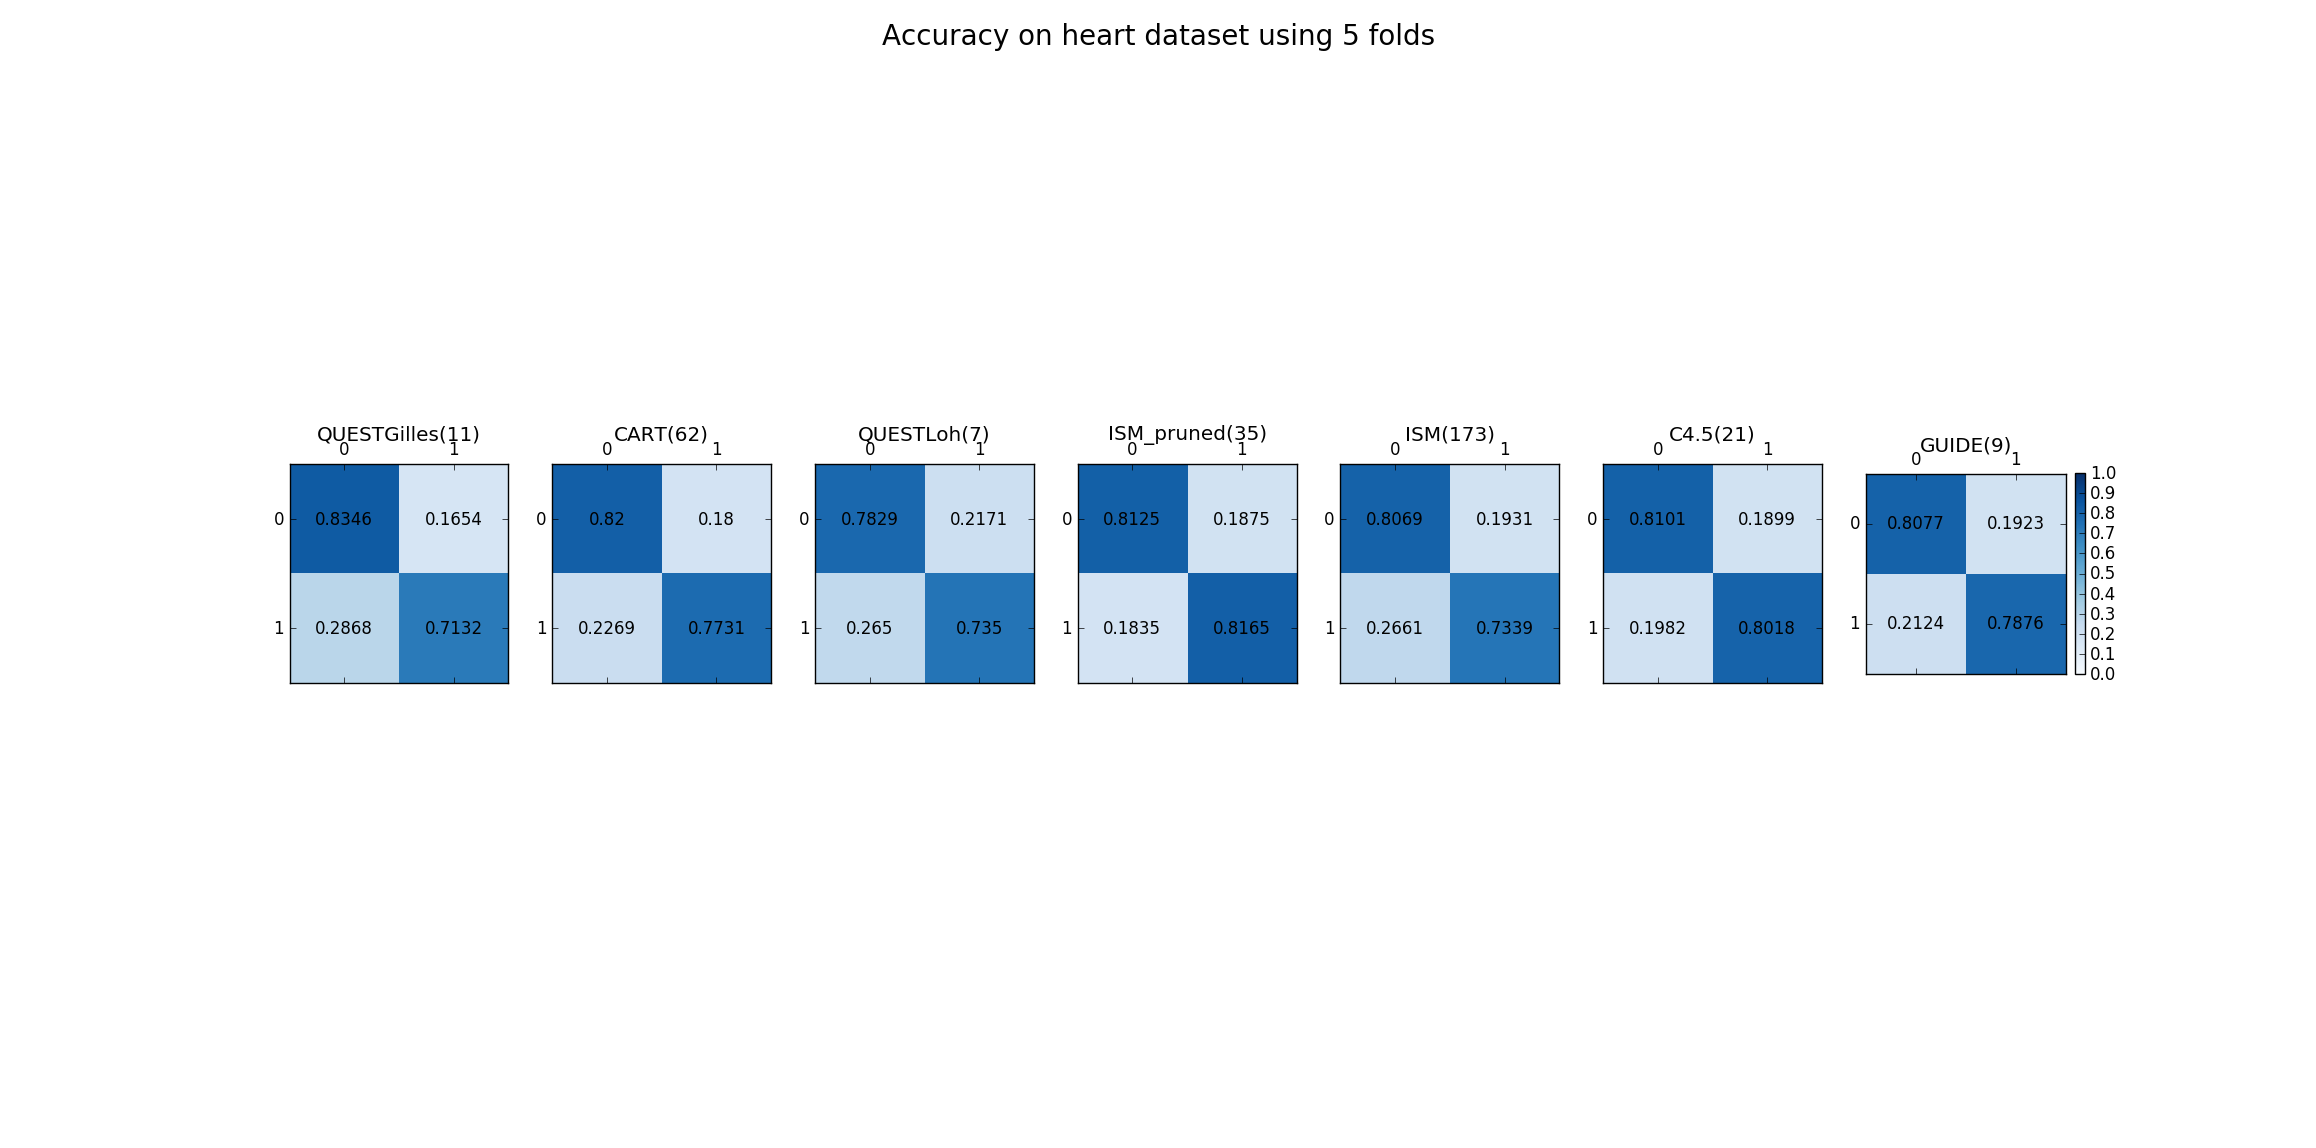 Accuracy on heart dataset using 5 folds
QUESTGilles(11)
0 1
0 0.8346 0.1654
1 0.2868 0.7132
CART(62)
0 1
0 0.82 0.18
1 0.2269 0.7731
QUESTLoh(7)
0 1
0 0.7829 0.2171
1 0.265 0.735
ISM_pruned(35)
0 1
0 0.8125 0.1875
1 0.1835 0.8165
ISM(173)
0 1
0 0.8069 0.1931
1 0.2661 0.7339
C4.5(21)
0 1
0 0.8101 0.1899
1 0.1982 0.8018
GUIDE(9)
0 1
0 0.8077 0.1923
1 0.2124 0.7876
1.0
0.9
0.8
0.7
0.6
0.5
0.4
0.3
0.2
0.1
0.0